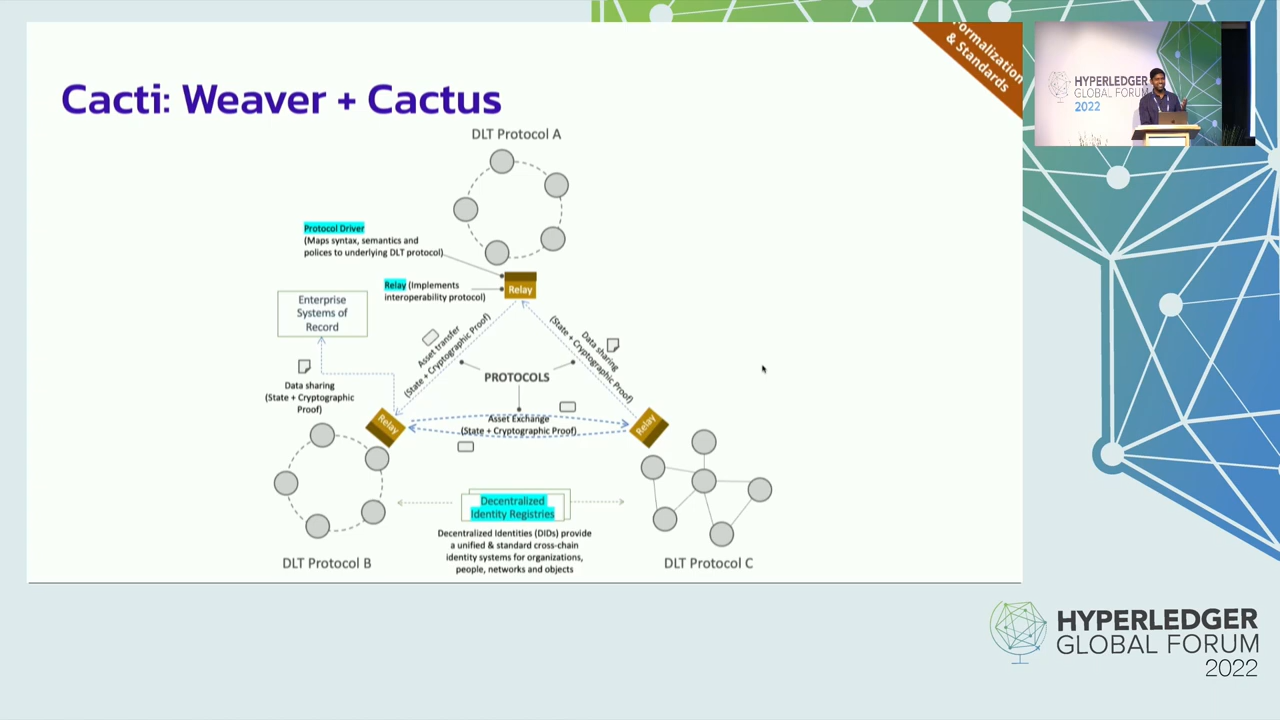 Formalization
& Standards
Cacti: Weaver + Cactus
DLT Protocol A
Protocol Driver
(Maps syntax, semantics and
polices to underlying DLT protocol)
Relay (Implements
interoperability protocol)
Relay
Enterprise
Systems of
Record
Asset transfer
(State + Cryptographic Proof)
Data sharing
(State + Cryptographic Proof)
PROTOCOLS
Data sharing
(State + Cryptographic
Proof)
Relay
Asset Exchange
(State + Cryptographic Proof)
Relay
Decentralized
Identity Registries
Decentralized Identities (DIDs) provide
a unified & standard cross-chain
identity systems for organizations,
people, networks and objects
DLT Protocol B
DLT Protocol C
HYPERLEDGER
GLOBAL FORUM
2022
HYPERLEDGER
GLOBAL FORUM
2022